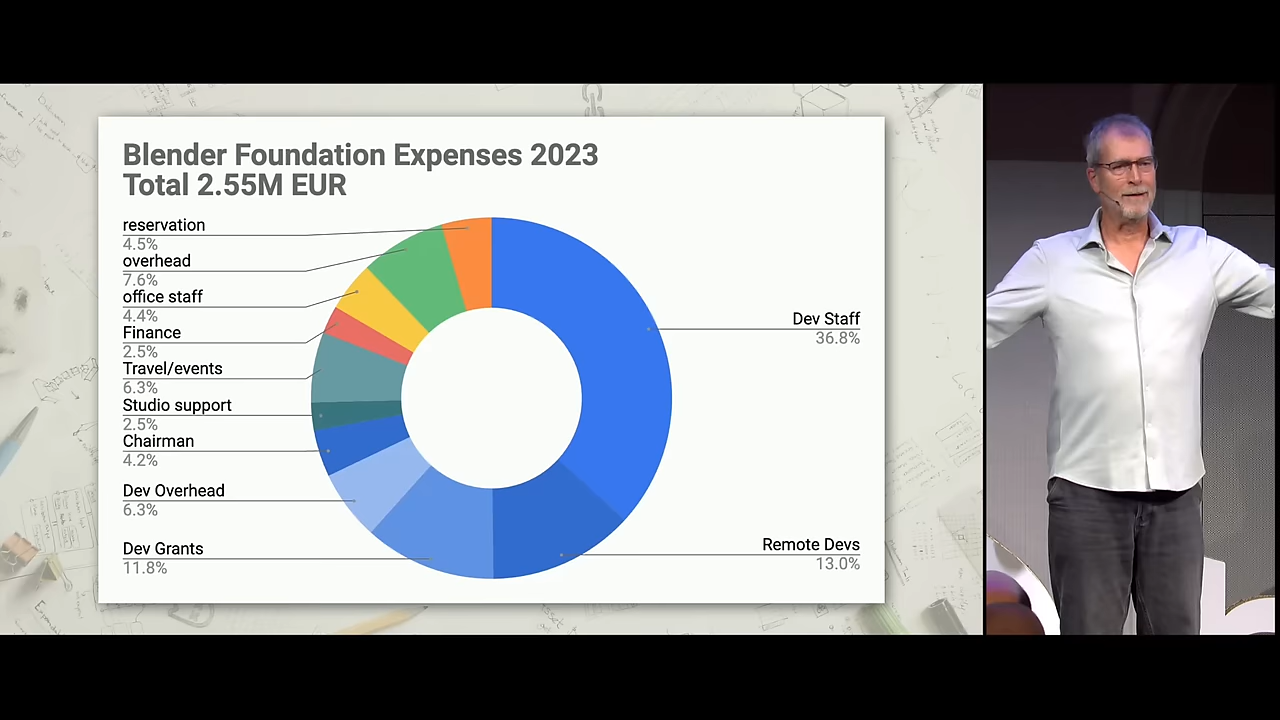 Blender Foundation Expenses 2023
Total 2.55M EUR
reservation
4.5%
overhead
7.6%
office staff
4.4%
Finance
2.5%
Travel/events
6.3%
Studio support
2.5%
Chairman
4.2%
Dev Overhead
6.3%
Dev Grants
11.8%
Dev Staff
36.8%
Remote Devs
13.0%